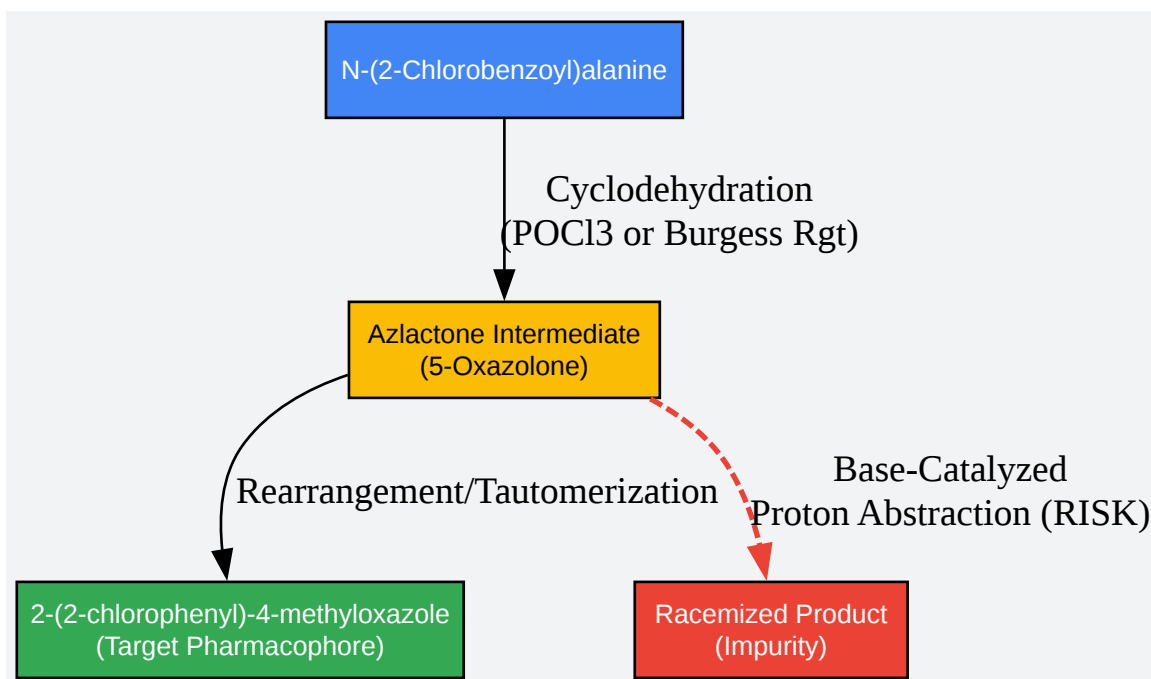 N-(2-Chlorobenzoyl)alanine
Cyclodehydration
(POCl3 or Burgess Rgt)
Azlactone Intermediate
(5-Oxazolone)
Rearrangement/Tautomerization
Base-Catalyzed
Proton Abstraction (RISK)
2-(2-chlorophenyl)-4-methyloxazole
(Target Pharmacophore)
Racemized Product
(Impurity)